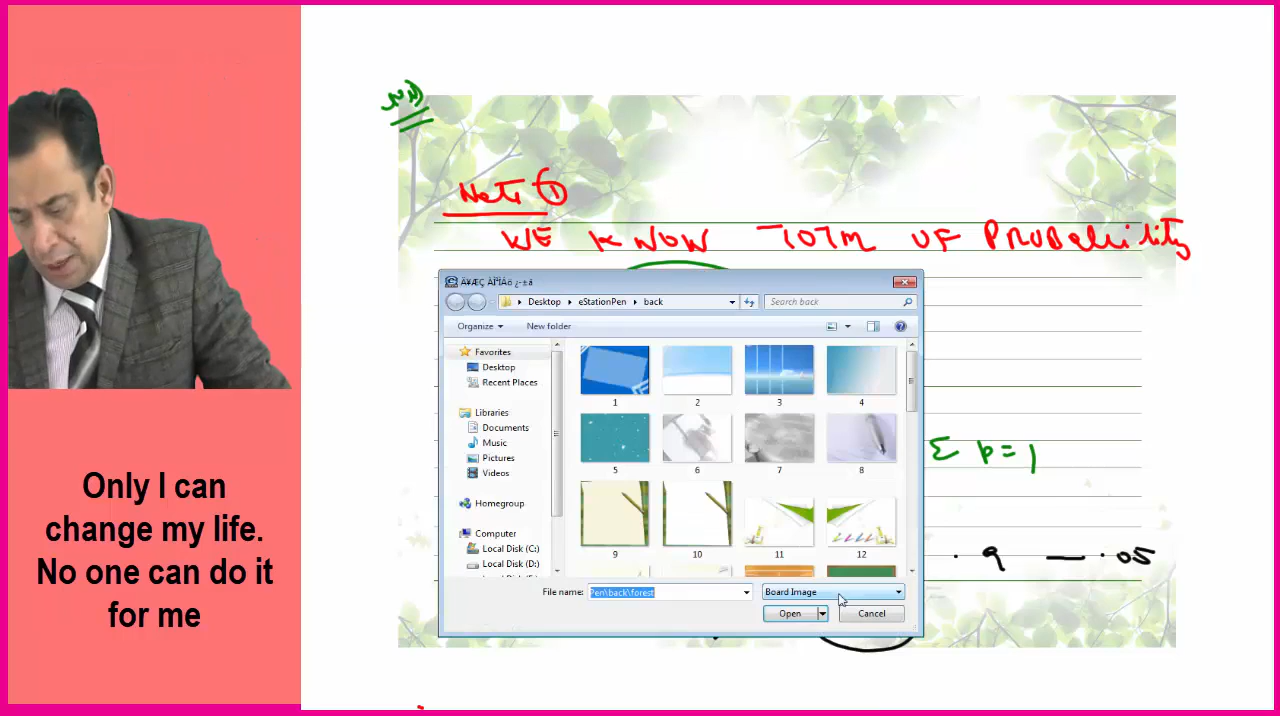 Only I can
change my life.
No one can do it
for me
Note ①
WE KNOW TOTAL OF PROBability
Ä¥ÆÇ
Desktop eStationPen back
Search back
Organize
New folder
Favorites
Desktop
Recent Places
Libraries
Documents
Music
Pictures
Videos
Homegroup
Computer
Local Disk (C:)
Local Disk (D:)
1 2 3 4
5 6 7 8
9 10 11 12
File name: Pen\back\forest
Board Image
Open Cancel
Σ p = 1
.9 — .05